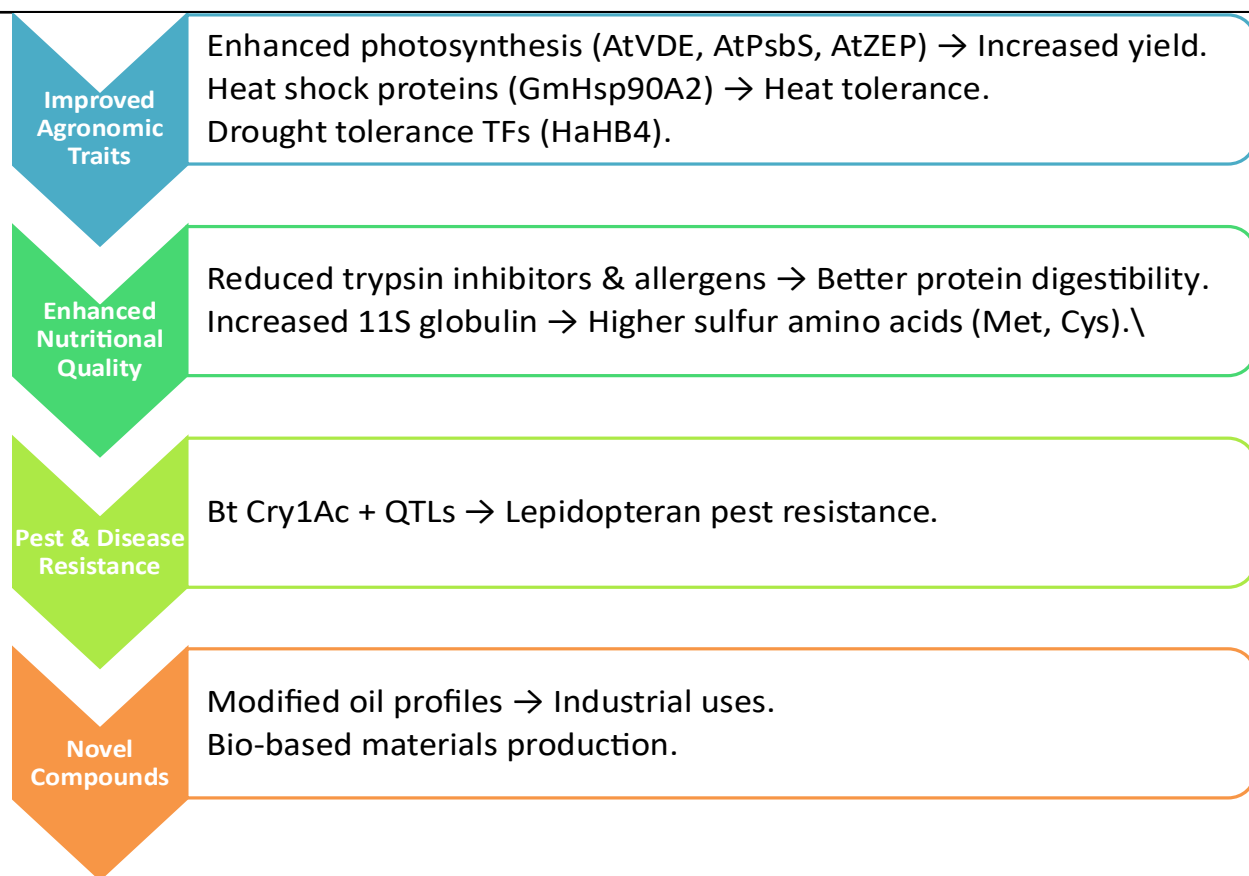 Improved
Agronomic
Traits
Enhanced photosynthesis (AtVDE, AtPsbS, AtZEP) → Increased yield.
Heat shock proteins (GmHsp90A2) → Heat tolerance.
Drought tolerance TFs (HaHB4).
Enhanced
Nutritional
Quality
Reduced trypsin inhibitors & allergens → Better protein digestibility.
Increased 11S globulin → Higher sulfur amino acids (Met, Cys).\
Pest & Disease
Resistance
Bt Cry1Ac + QTLs → Lepidopteran pest resistance.
Novel
Compounds
Modified oil profiles → Industrial uses.
Bio-based materials production.